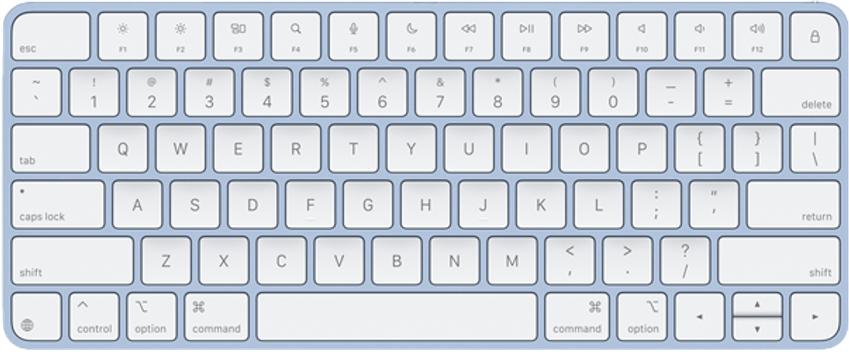 esc F1 F2 F3 F4 F5 F6 F7 F8 F9 F10 F11 F12
~ ! @ # $ % ^ & * ( ) _ +
` 1 2 3 4 5 6 7 8 9 0 - = delete
tab Q W E R T Y U I O P { [ } ] | \
caps lock A S D F G H J K L : ; " ' return
shift Z X C V B N M < , > . ? / shift
control option ⌥ command ⌘ command ⌘ option ⌥